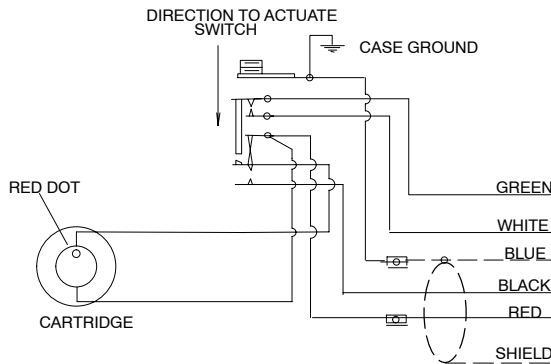 DIRECTION TO ACTUATE
SWITCH
CASE GROUND
RED DOT
GREEN
WHITE
BLUE
BLACK
RED
CARTRIDGE
SHIELD